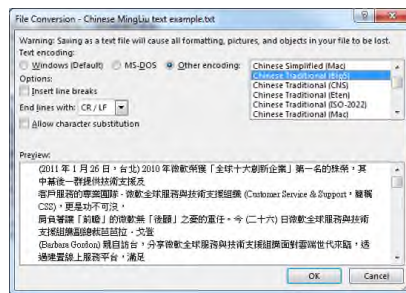 File Conversion - Chinese MingLiu text example.txt
Warning: Saving as a text file will cause all formatting, pictures, and objects in your file to be lost.
Text encoding:
Windows (Default) MS-DOS Other encoding:
Chinese Simplified (Mac)
Chinese Traditional (Big5)
Chinese Traditional (CNS)
Chinese Traditional (Eten)
Chinese Traditional (ISO-2022)
Chinese Traditional (Mac)
Options:
Insert line breaks
End lines with: CR / LF
Allow character substitution
Preview:
(2011 年 1 月 26 日，台北) 2010 年微軟榮獲「全球十大創新企業」第一名的殊榮，其
中幕後一群提供技術支援及
客戶服務的專業團隊 - 微軟全球服務與技術支援組織 (Customer Service & Support，簡稱
CSS)，更是功不可沒，
肩負著讓「前瞻」的微軟無「後顧」之憂的重任。今 (二十六) 日微軟全球服務與技術
支援組織副總裁芭芭拉．戈登
(Barbara Gordon) 親自訪台，分享微軟全球服務與技術支援組織面對雲端世代來臨，透
過建置線上服務平台，滿足
OK Cancel